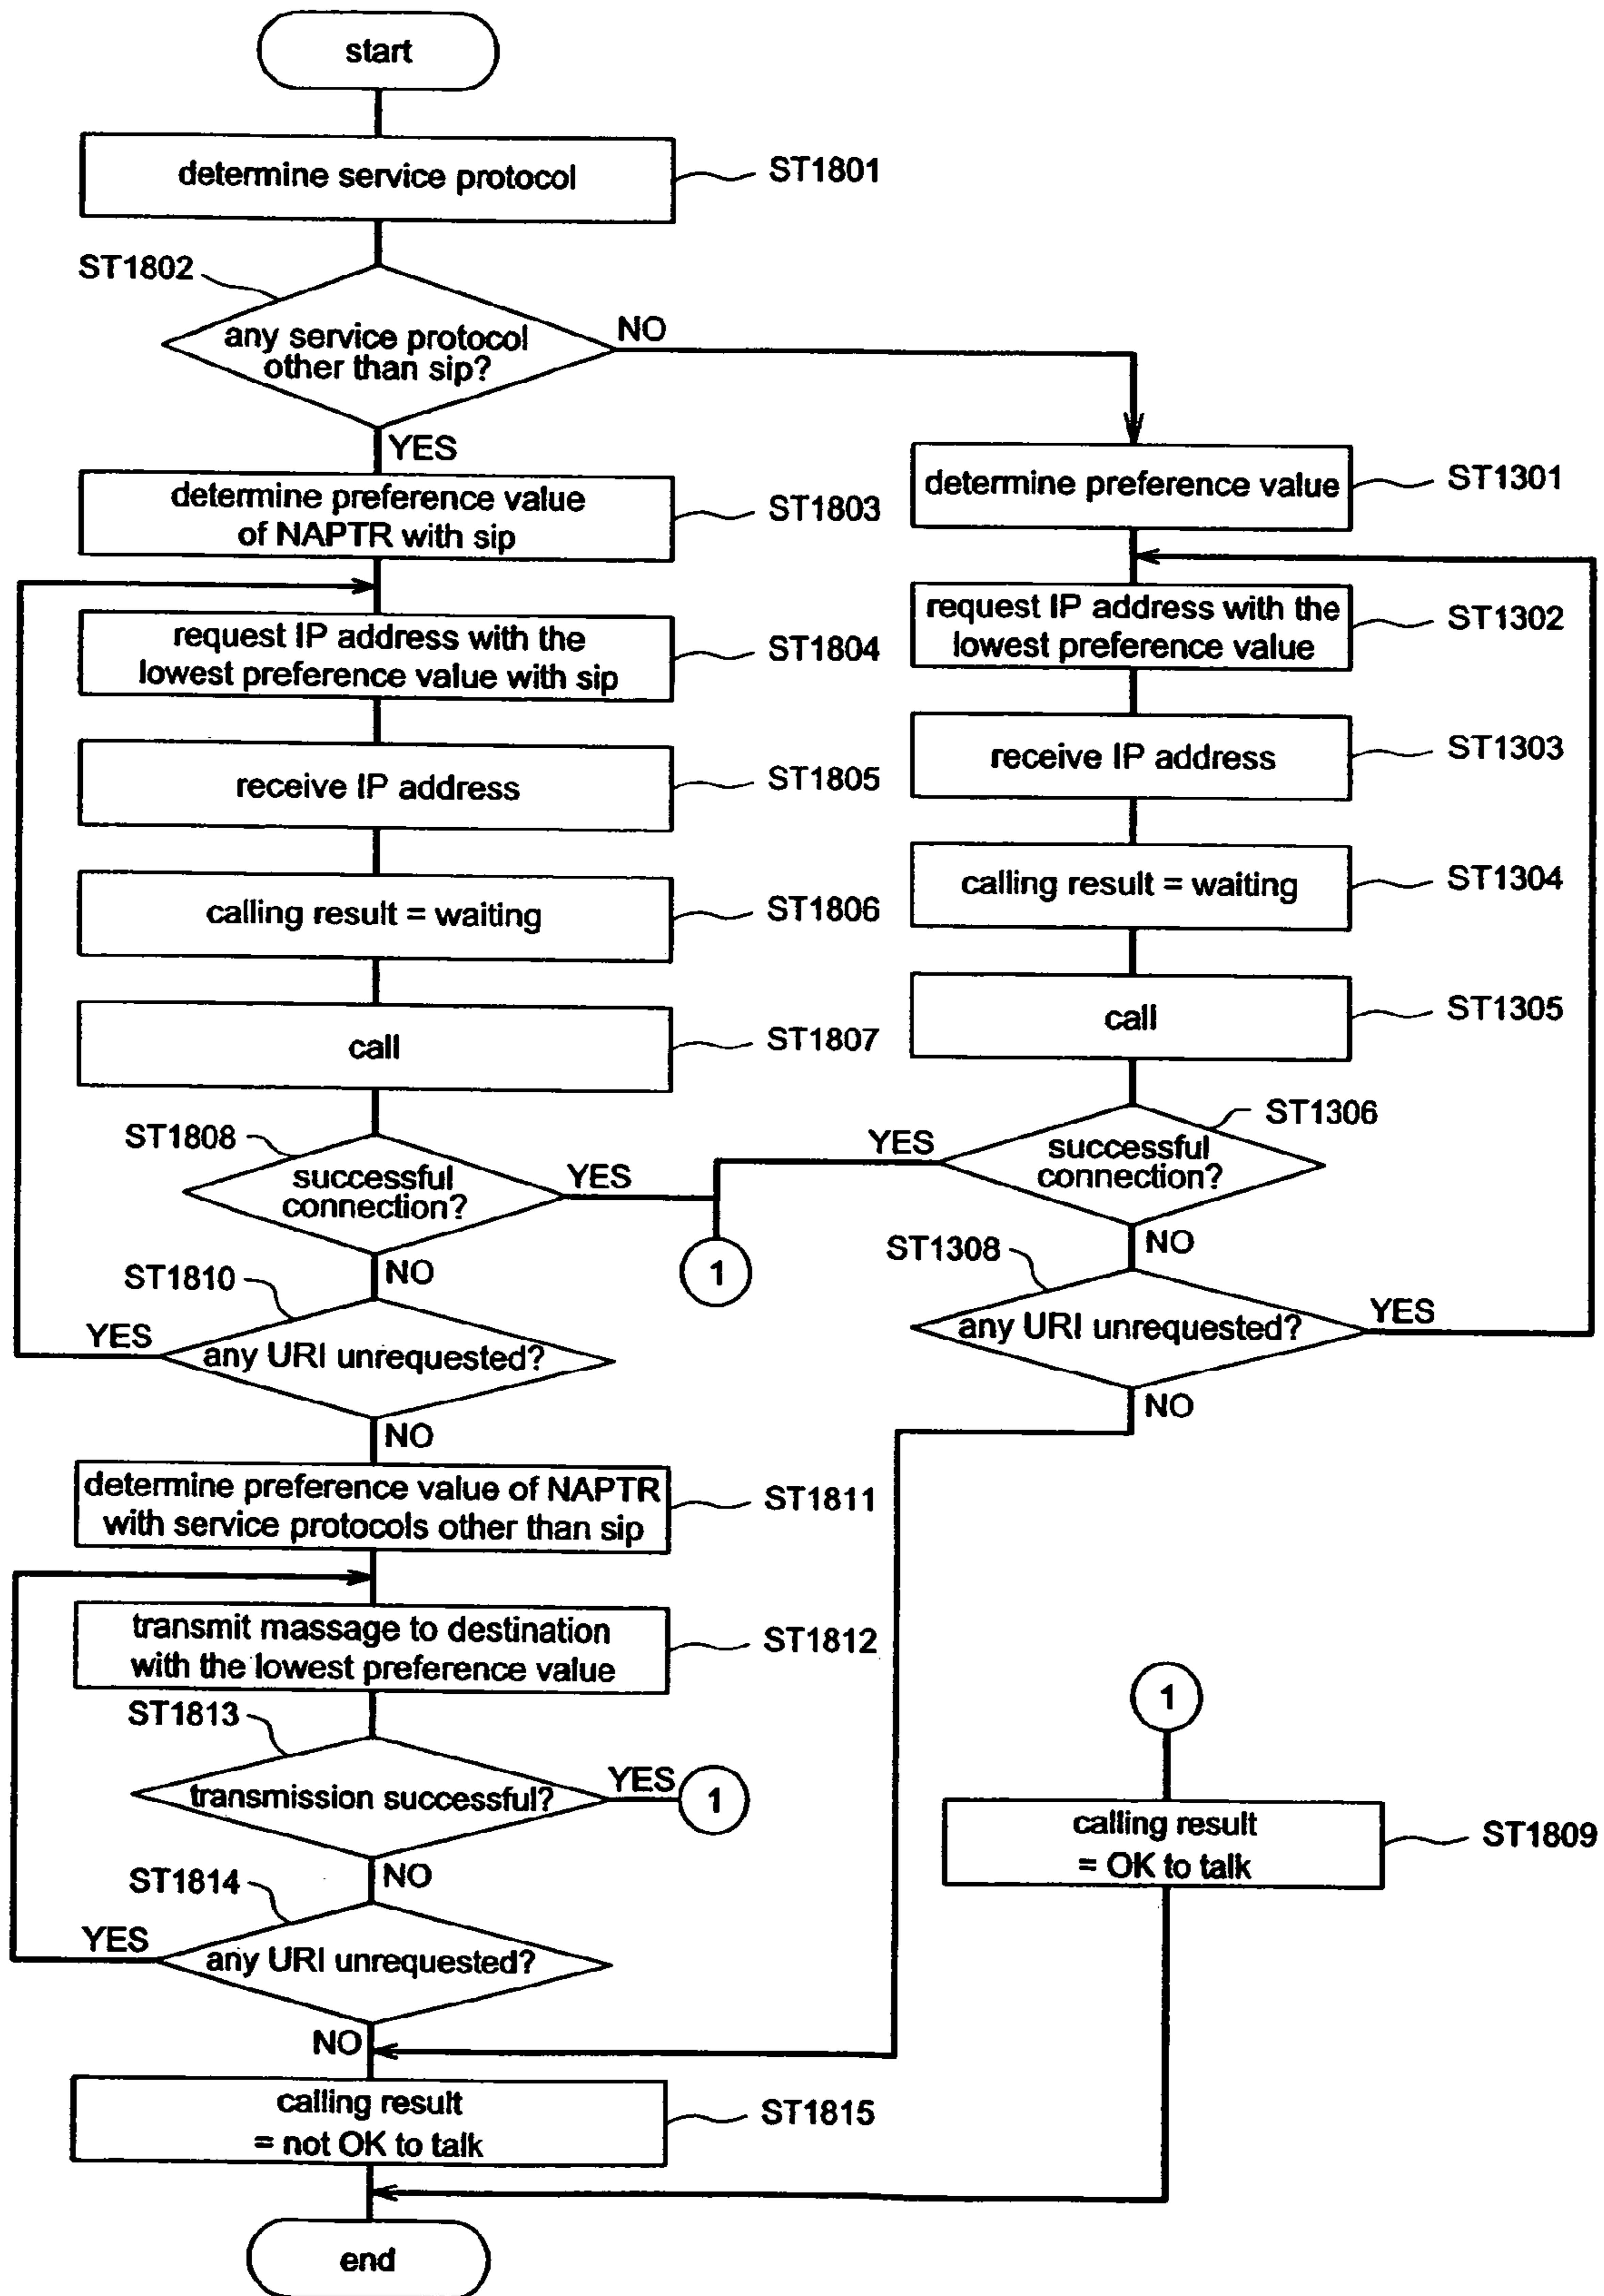 start
determine service protocol
ST1801
ST1802
any service protocol
other than sip?
NO
YES
determine preference value
of NAPTR with sip
ST1803
request IP address with the
lowest preference value with sip
ST1804
receive IP address
ST1805
calling result = waiting
ST1806
call
ST1807
ST1808
successful
connection?
YES
NO
1
ST1810
any URI unrequested?
YES
NO
determine preference value of NAPTR
with service protocols other than sip
ST1811
transmit massage to destination
with the lowest preference value
ST1812
ST1813
transmission successful?
YES
1
NO
ST1814
any URI unrequested?
YES
NO
calling result
= not OK to talk
ST1815
end
determine preference value
ST1301
request IP address with the
lowest preference value
ST1302
receive IP address
ST1303
calling result = waiting
ST1304
call
ST1305
ST1306
successful
connection?
YES
NO
ST1308
any URI unrequested?
YES
NO
1
calling result
= OK to talk
ST1809